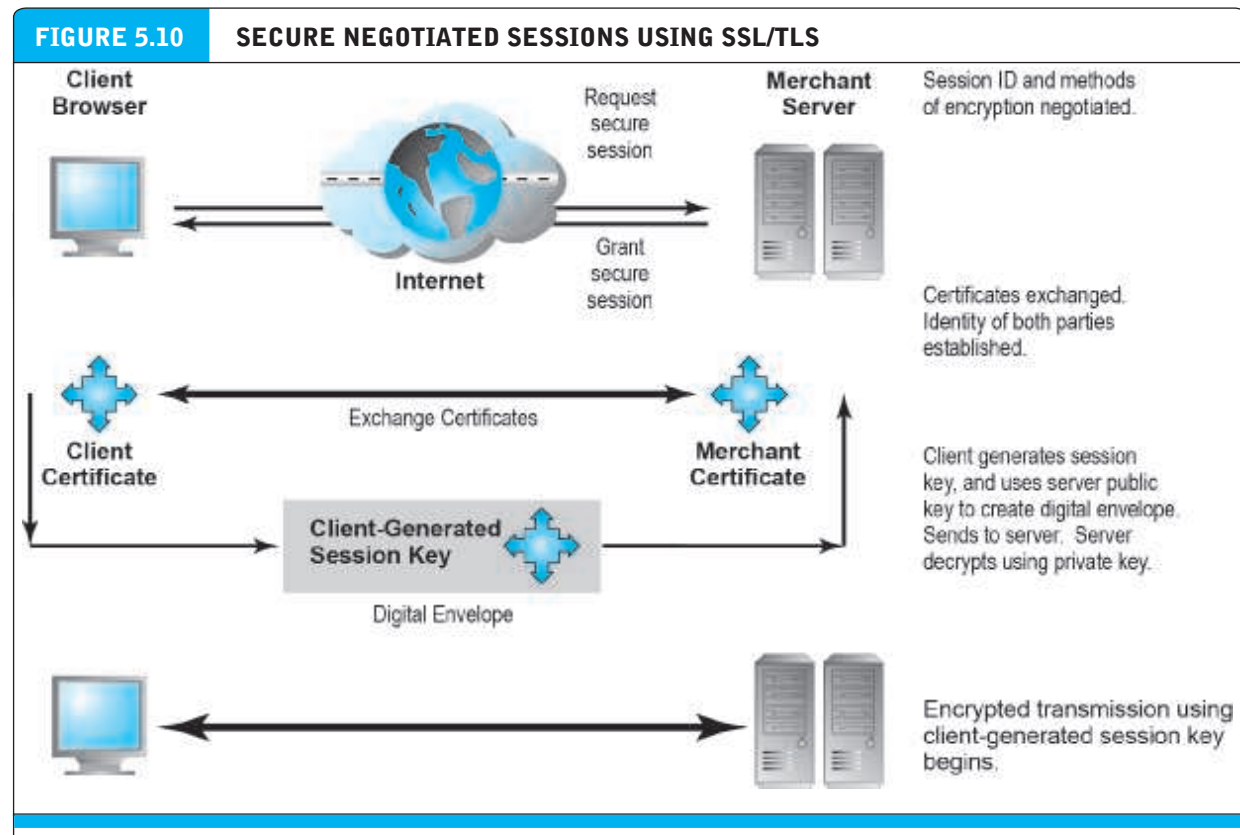 FIGURE 5.10 SECURE NEGOTIATED SESSIONS USING SSL/TLS
Client
Browser
Request
secure
session
Merchant
Server
Session ID and methods
of encryption negotiated.
Internet
Grant
secure
session
Certificates exchanged.
Identity of both parties
established.
Exchange Certificates
Client
Certificate
Merchant
Certificate
Client generates session
key, and uses server public
key to create digital envelope.
Sends to server. Server
decrypts using private key.
Client-Generated
Session Key
Digital Envelope
Encrypted transmission using
client-generated session key
begins.